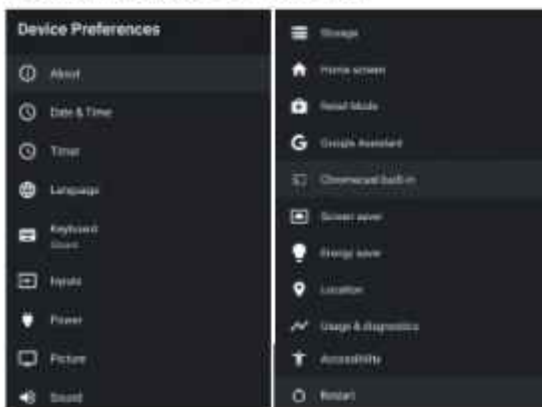 Device Preferences
About
Date & Time
Timer
Language
Keyboard
Inputs
Power
Picture
Sound
Storage
Home screen
Retail Mode
Google Assistant
Chromecast built-in
Screen saver
Energy saver
Location
Usage & diagnostics
Accessibility
Restart